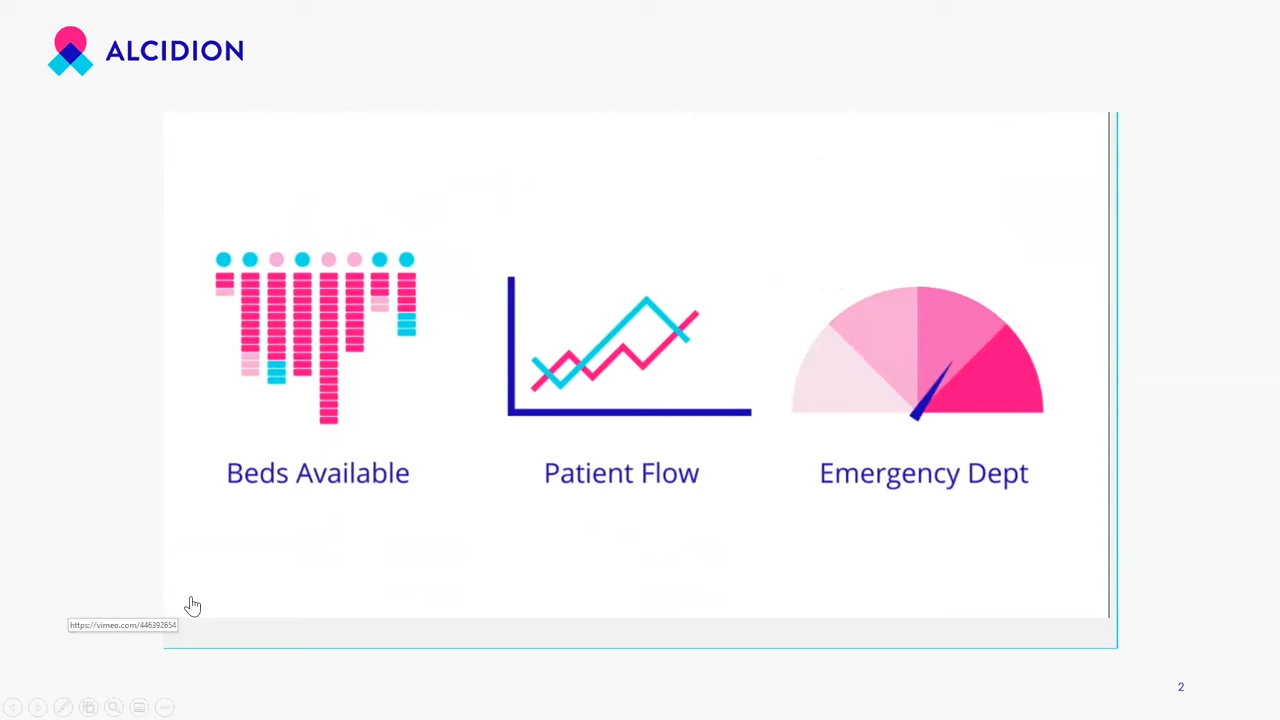 ALCIDION
Beds Available
Patient Flow
Emergency Dept
https://vimeo.com/446392654
2